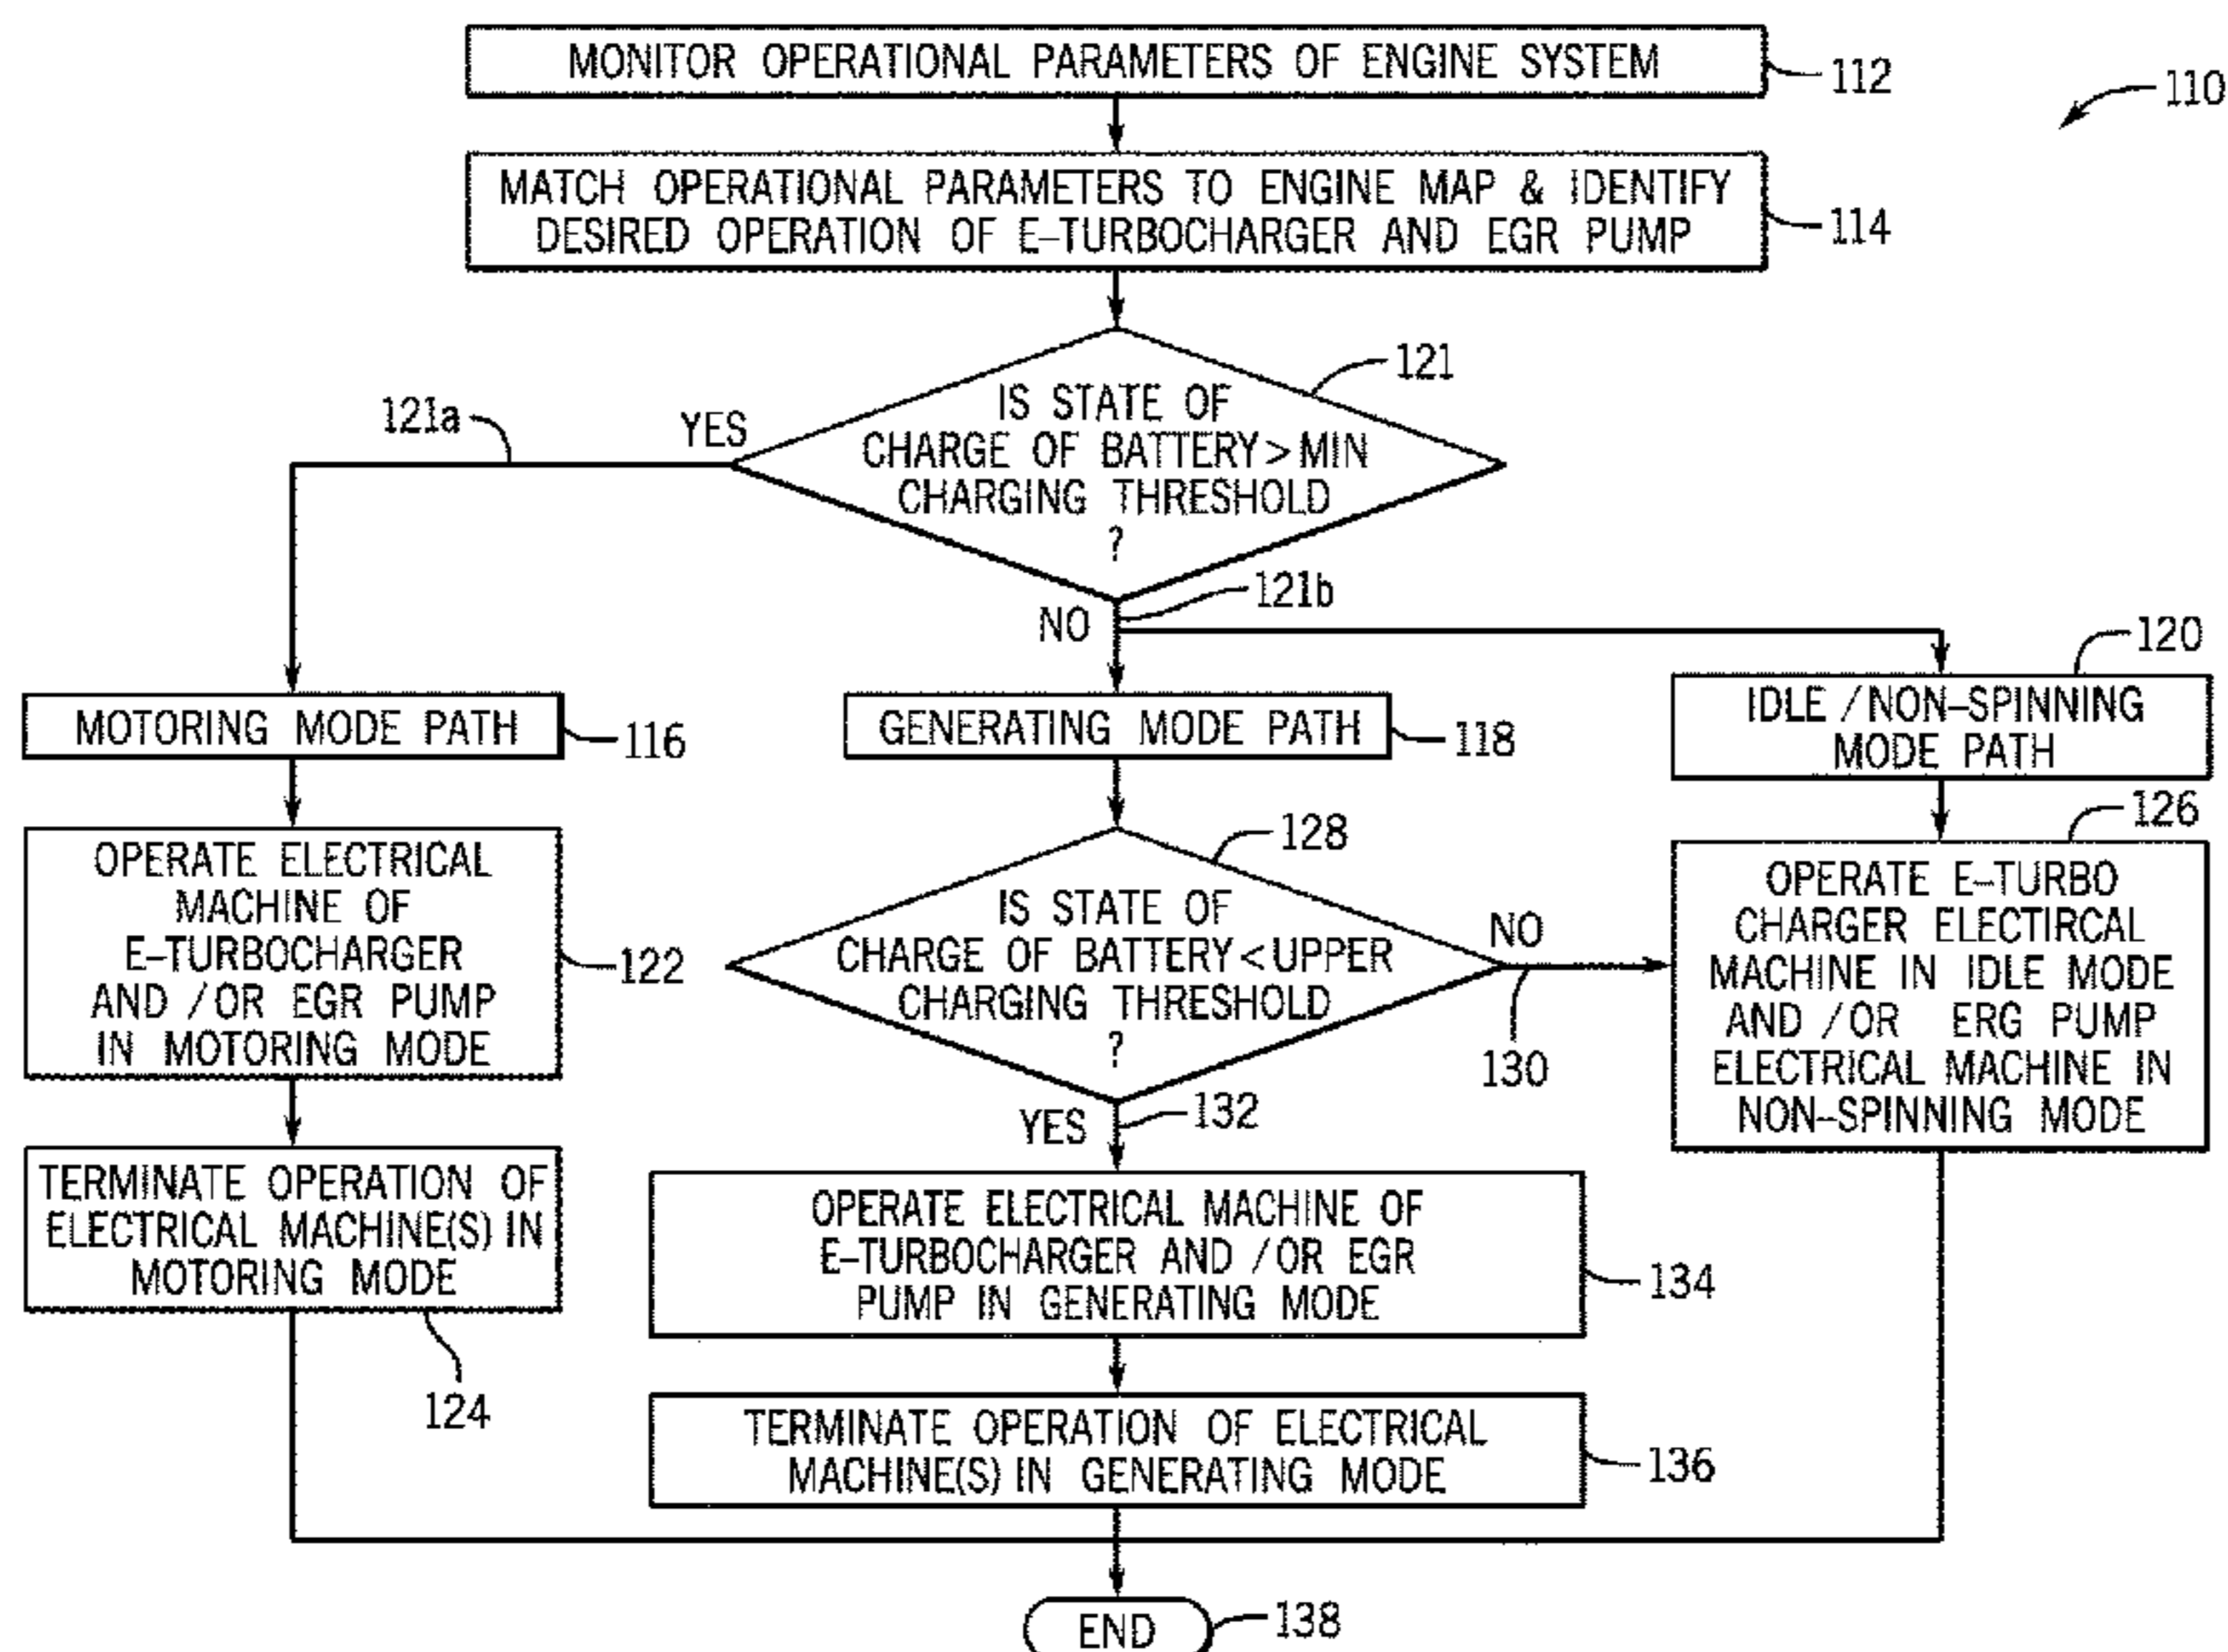 MONITOR OPERATIONAL PARAMETERS OF ENGINE SYSTEM
112
110
MATCH OPERATIONAL PARAMETERS TO ENGINE MAP & IDENTIFY
DESIRED OPERATION OF E-TURBOCHARGER AND EGR PUMP
114
IS STATE OF
CHARGE OF BATTERY > MIN
CHARGING THRESHOLD
?
121
YES
121a
NO
121b
MOTORING MODE PATH
116
GENERATING MODE PATH
118
IDLE / NON-SPINNING
MODE PATH
120
OPERATE ELECTRICAL
MACHINE OF
E-TURBOCHARGER
AND / OR EGR PUMP
IN MOTORING MODE
122
IS STATE OF
CHARGE OF BATTERY < UPPER
CHARGING THRESHOLD
?
128
NO
130
YES
132
OPERATE E-TURBO
CHARGER ELECTIRCAL
MACHINE IN IDLE MODE
AND / OR ERG PUMP
ELECTRICAL MACHINE IN
NON-SPINNING MODE
126
TERMINATE OPERATION OF
ELECTRICAL MACHINE(S) IN
MOTORING MODE
124
OPERATE ELECTRICAL MACHINE OF
E-TURBOCHARGER AND / OR EGR
PUMP IN GENERATING MODE
134
TERMINATE OPERATION OF ELECTRICAL
MACHINE(S) IN GENERATING MODE
136
END
138